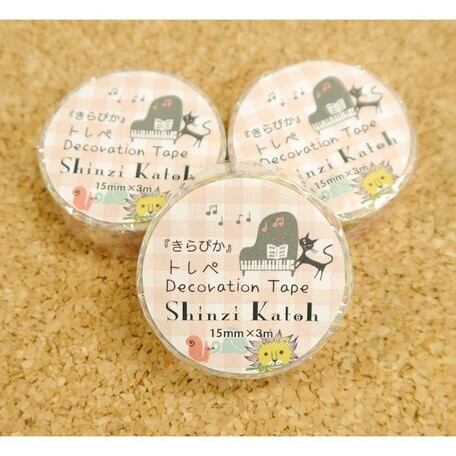 『きらぴか』
トレペ
Decoration Tape
Shinzi Katoh
15mm×3m
『きらぴか』
トレペ
Decoration Tape
Shinzi Katoh
15mm×3m
『きらぴか』
トレペ
Decoration Tape
Shinzi Katoh
15mm×3m